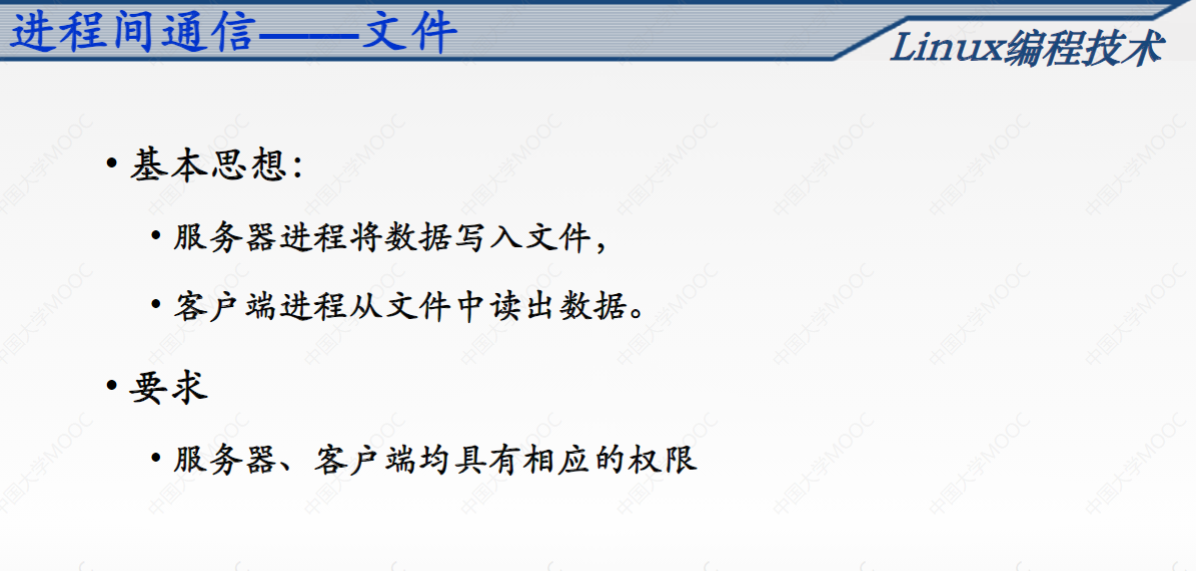 进程间通信——文件
Linux编程技术
• 基本思想：
• 服务器进程将数据写入文件，
• 客户端进程从文件中读出数据。
• 要求
• 服务器、客户端均具有相应的权限
中国大学MOOC